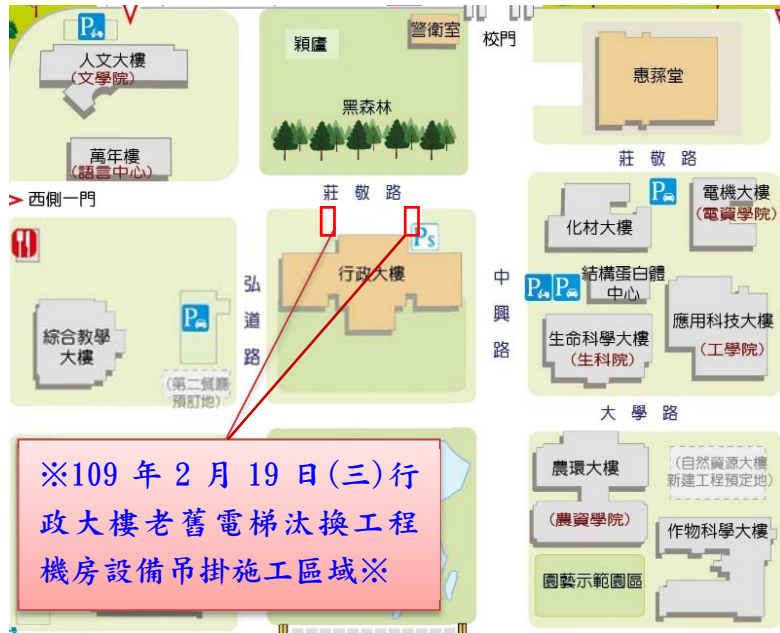 人文大樓
(文學院)
萬年樓
(語言中心)
西側一門
穎廬
警衛室
校門
黑森林
惠蓀堂
莊敬路
莊敬路
化材大樓
電機大樓
(電資學院)
行政大樓
弘道路
中興路
綜合教學
大樓
(第二餐廳
預訂地)
結構蛋白體
中心
生命科學大樓
(生科院)
應用科技大樓
(工學院)
大學路
※109 年 2 月 19 日(三)行
政大樓老舊電梯汰換工程
機房設備吊掛施工區域※
農環大樓
(農資學院)
(自然資源大樓
新建工程預定地)
作物科學大樓
園藝示範園區
P
Ps
P
P
P
P